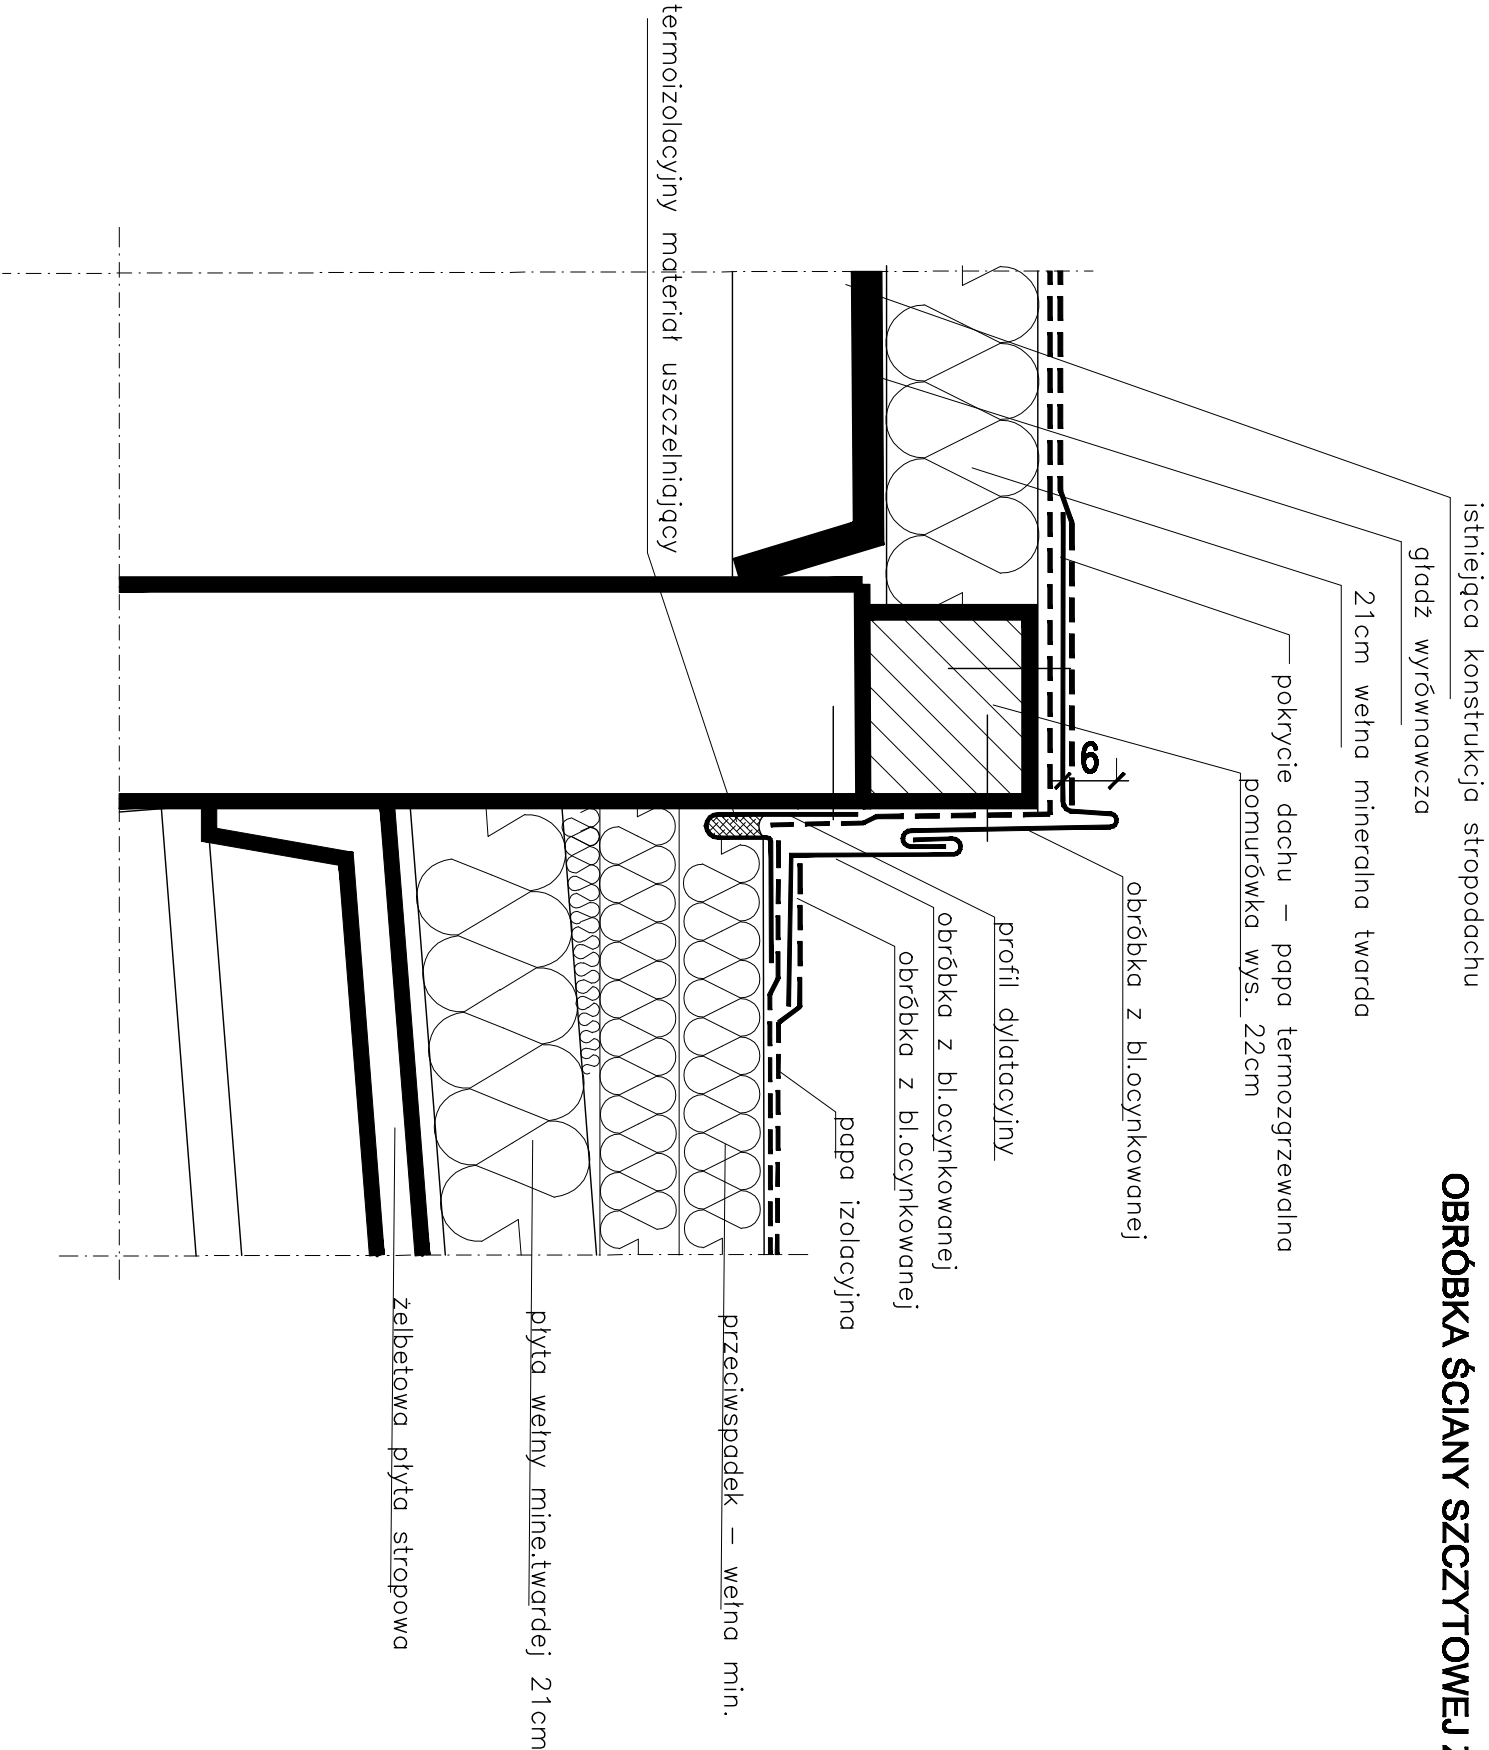 OBRÓBKA ŚCIANY SZCZYTOWEJ
istniejąca konstrukcja stropodachu
gładź wyrównawcza
21cm wełna mineralna twarda
pokrycie dachu – papa termozgrzewalna
pomurówka wys. 22cm
6
obróbka z bl.ocynkowanej
profil dylatacyjny
obróbka z bl.ocynkowanej
obróbka z bl.ocynkowanej
papa izolacyjna
termoizolacyjny materiał uszczelniający
przeciwspadek – wełna min.
płyta wełny mine.twardej 21cm
żelbetowa płyta stropowa